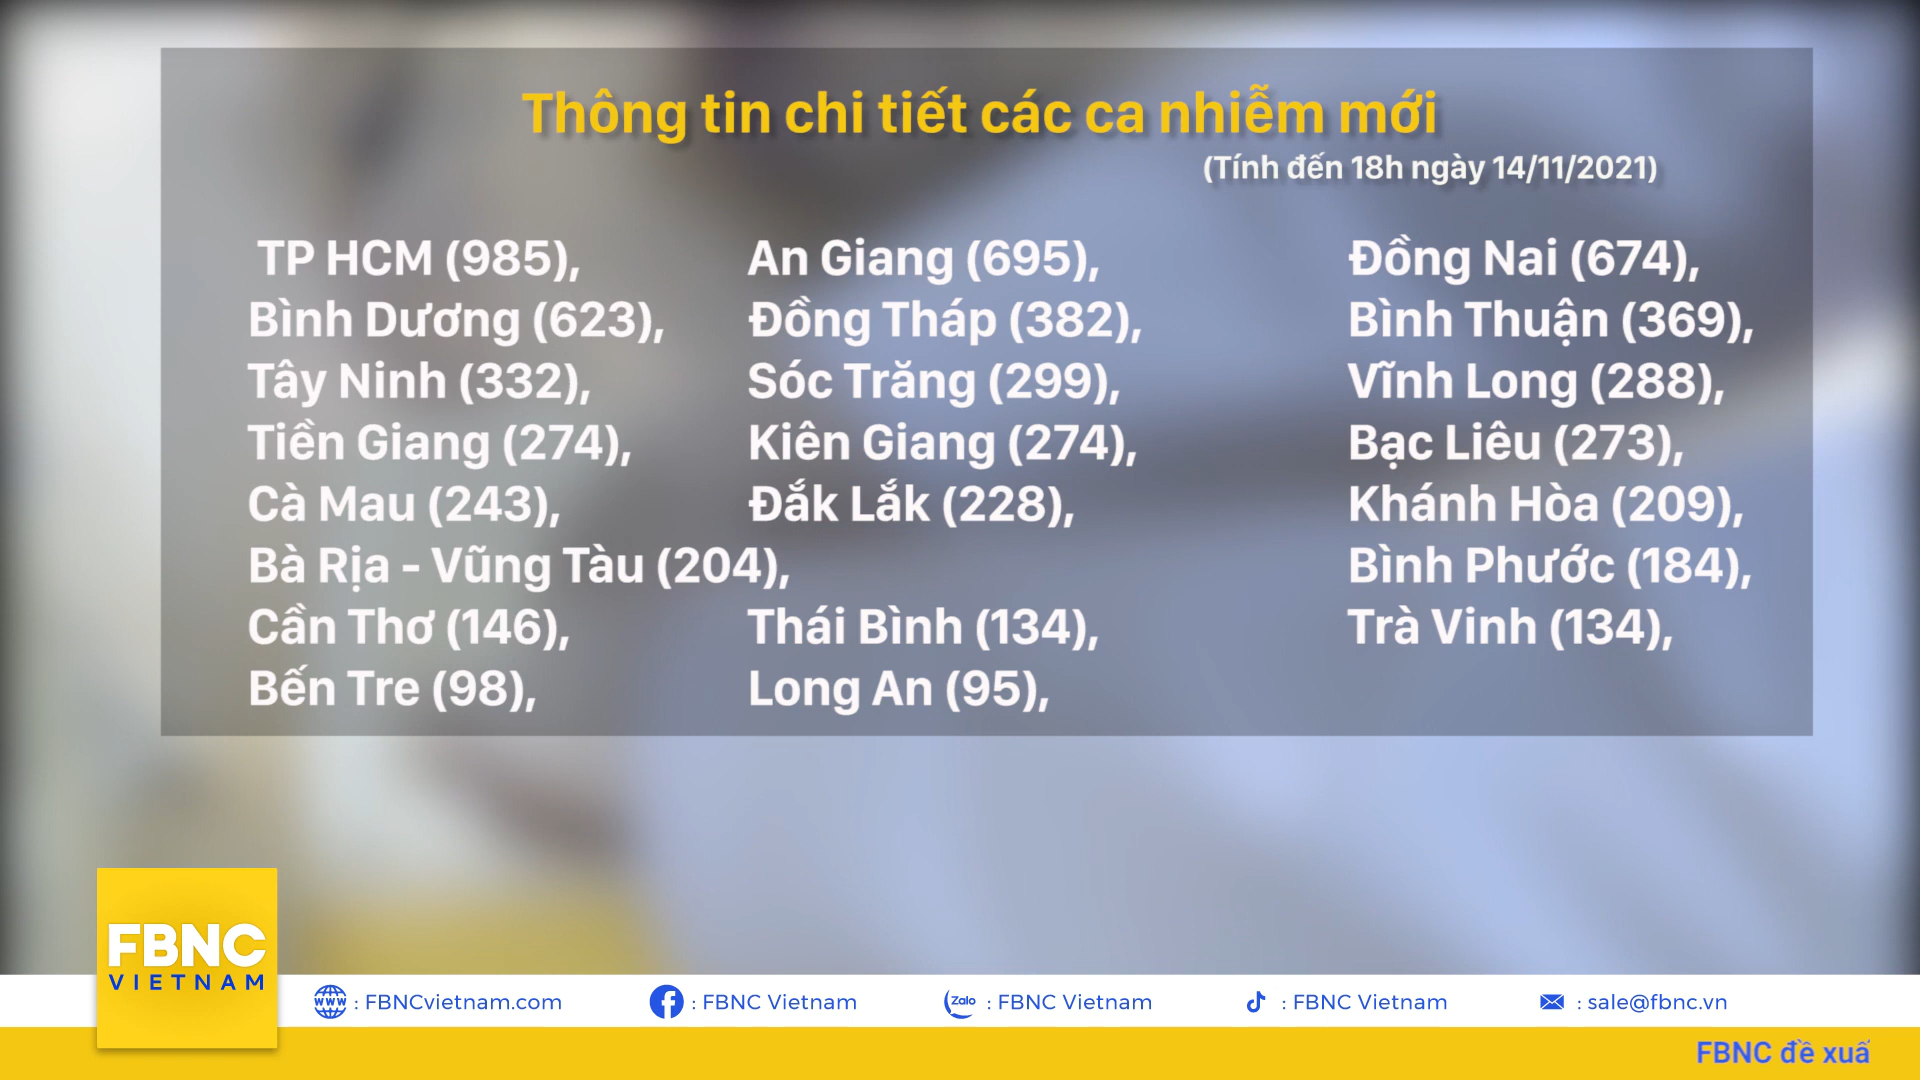 Thông tin chi tiết các ca nhiễm mới
(Tính đến 18h ngày 14/11/2021)
TP HCM (985), An Giang (695), Đồng Nai (674),
Bình Dương (623), Đồng Tháp (382), Bình Thuận (369),
Tây Ninh (332), Sóc Trăng (299), Vĩnh Long (288),
Tiền Giang (274), Kiên Giang (274), Bạc Liêu (273),
Cà Mau (243), Đắk Lắk (228), Khánh Hòa (209),
Bà Rịa - Vũng Tàu (204), Bình Phước (184),
Cần Thơ (146), Thái Bình (134), Trà Vinh (134),
Bến Tre (98), Long An (95),
FBNC
VIETNAM
www : FBNCvietnam.com : FBNC Vietnam Zalo : FBNC Vietnam : FBNC Vietnam : sale@fbnc.vn
FBNC đề xuấ